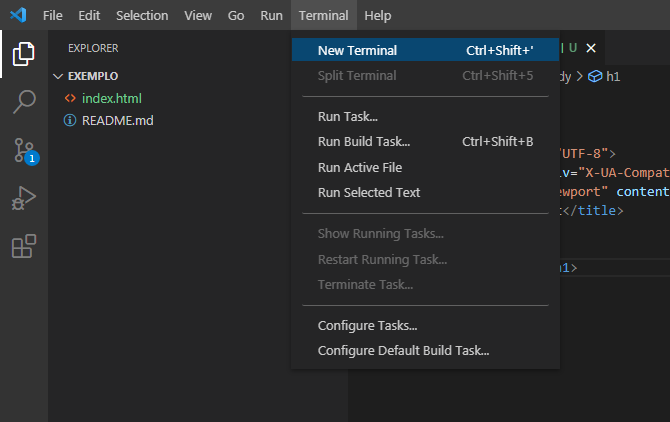 File Edit Selection View Go Run Terminal Help
EXPLORER
EXEMPLO
index.html
README.md
1
New Terminal Ctrl+Shift+'
Split Terminal Ctrl+Shift+5
Run Task...
Run Build Task... Ctrl+Shift+B
Run Active File
Run Selected Text
Show Running Tasks...
Restart Running Task...
Terminate Task...
Configure Tasks...
Configure Default Build Task...
U
dy > h1
"UTF-8">
iv="X-UA-Compat
ewport" content
t</title>
h1>